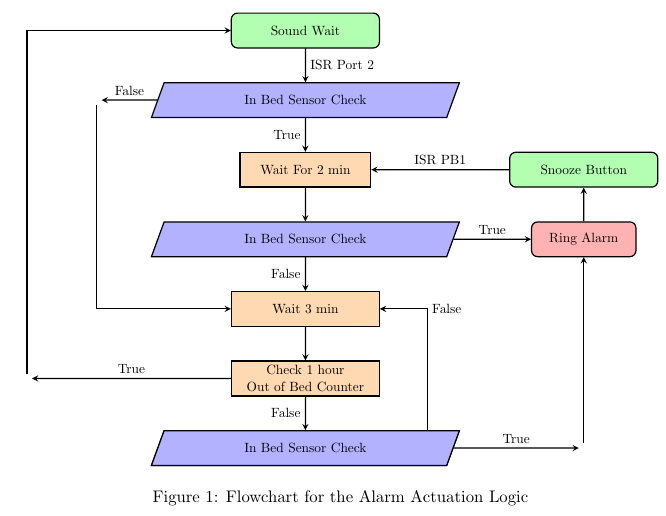 Sound Wait
ISR Port 2
False
In Bed Sensor Check
True
Wait For 2 min
ISR PB1
Snooze Button
In Bed Sensor Check
True
Ring Alarm
False
Wait 3 min
False
True
Check 1 hour
Out of Bed Counter
False
In Bed Sensor Check
True
Figure 1: Flowchart for the Alarm Actuation Logic